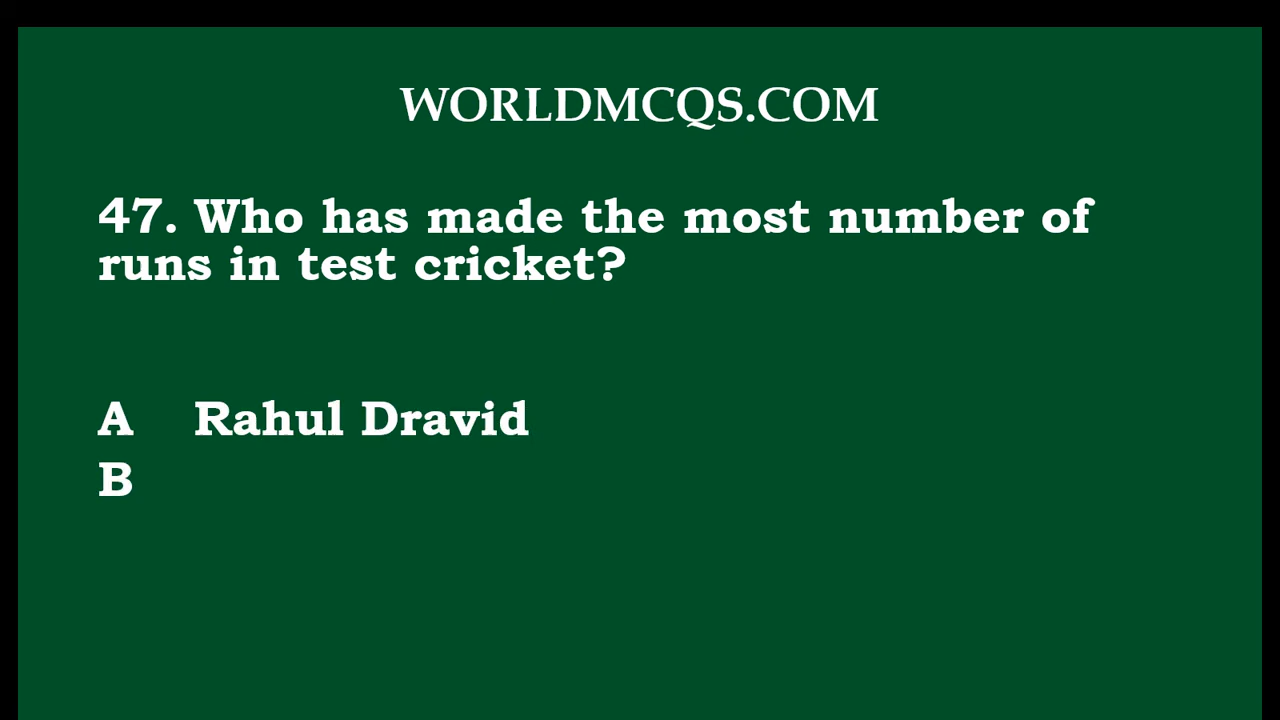 WORLDMCQS.COM
47. Who has made the most number of
runs in test cricket?
A Rahul Dravid
B